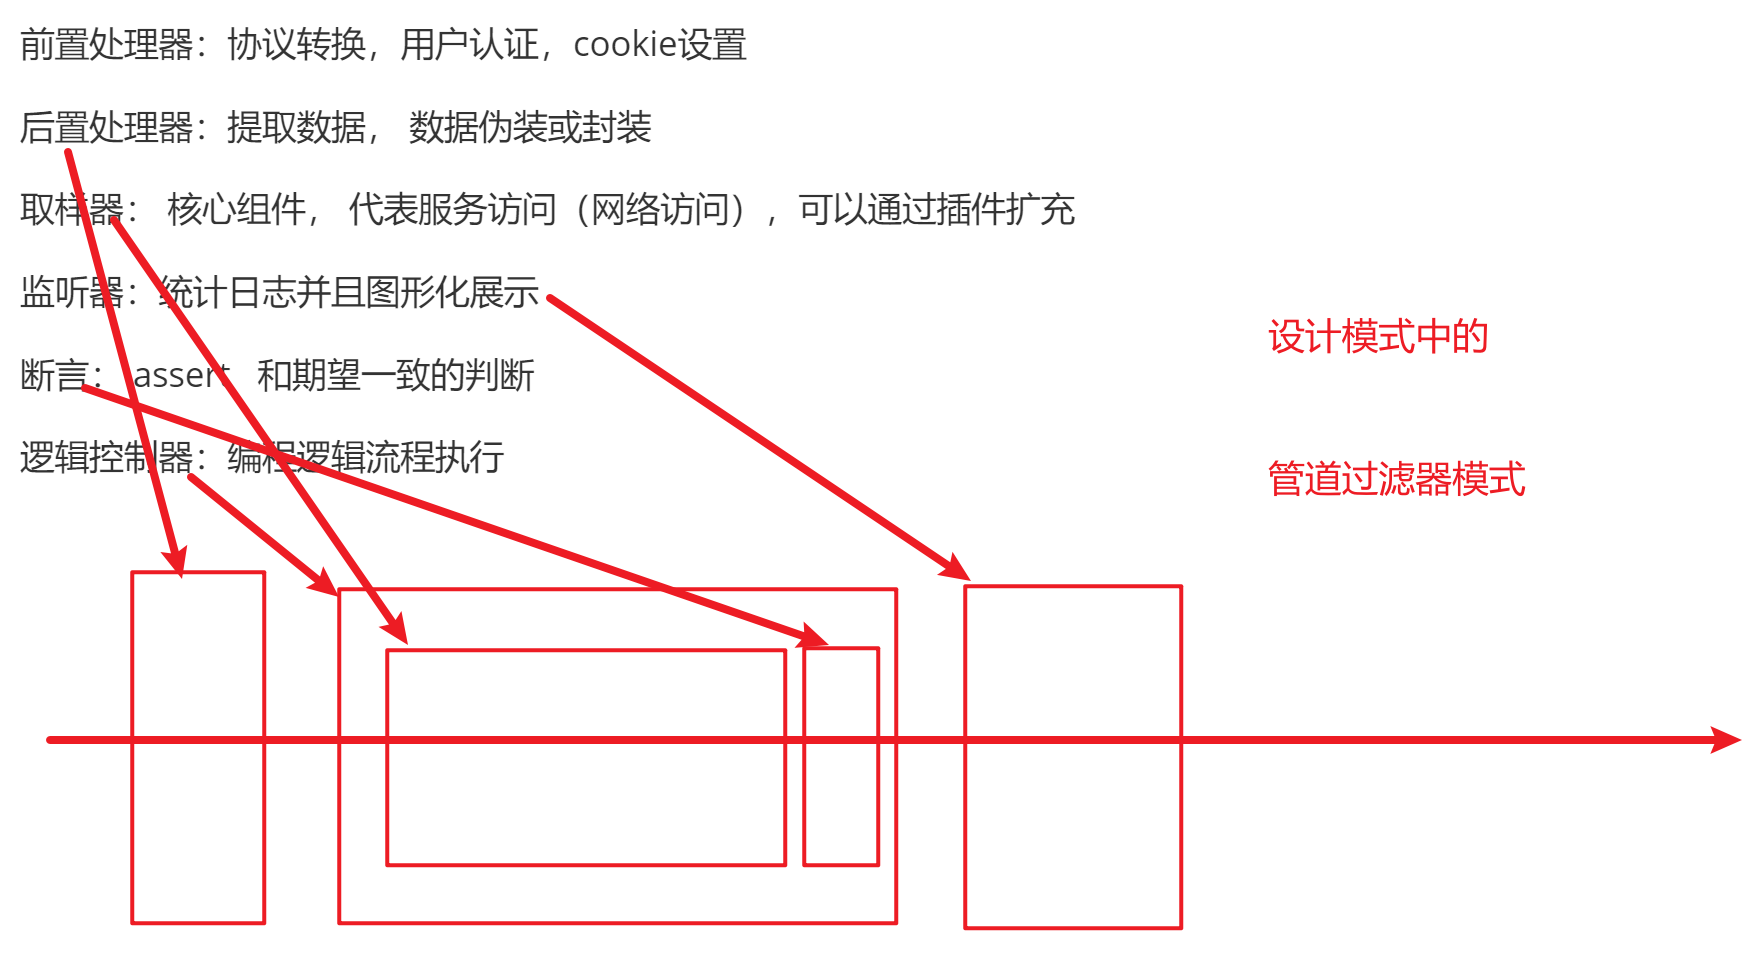 前置处理器：协议转换，用户认证，cookie设置
后置处理器：提取数据， 数据伪装或封装
取样器： 核心组件， 代表服务访问（网络访问），可以通过插件扩充
监听器：统计日志并且图形化展示
断言： assert 和期望一致的判断
逻辑控制器：编程逻辑流程执行
设计模式中的
管道过滤器模式